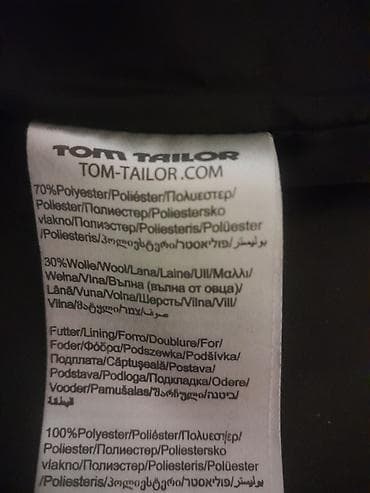 TOM TAILOR
TOM-TAILOR.COM
70%Polyester/Poliéster/Πολυεστερ/
Poliester/Полиестер/Poliestersko
vlakno/Полиэстер/Poliesteris/Polüester
/Poliesteris/პოლიესტერი/פוליאסטר/بوليستر
30%Wolle/Wool/Lana/Laine/Ull/Μαλλι/
Wełna/Vlna/Вълна (вълна от овца)/
Lână/Vuna/Volna/Шерсть/Vilna/Vill/
Vilna/მატყლი/צמר/صوف
Futter/Lining/Forro/Doublure/For/
Foder/Φόδρα/Podszewka/Podšívka/
Подплата/Căptuşeală/Postava/
Podstava/Podloga/Подкладка/Odere/
Vooder/Pamušalas/სარჩული/ביטנה/
البطانة
100%Polyester/Poliéster/Πολυεστερ/
Poliester/Полиестер/Poliestersko
vlakno/Полиэстер/Poliesteris/Polüester
/Poliesteris/პოლიესტერი/פוליאסטר/بوليستر